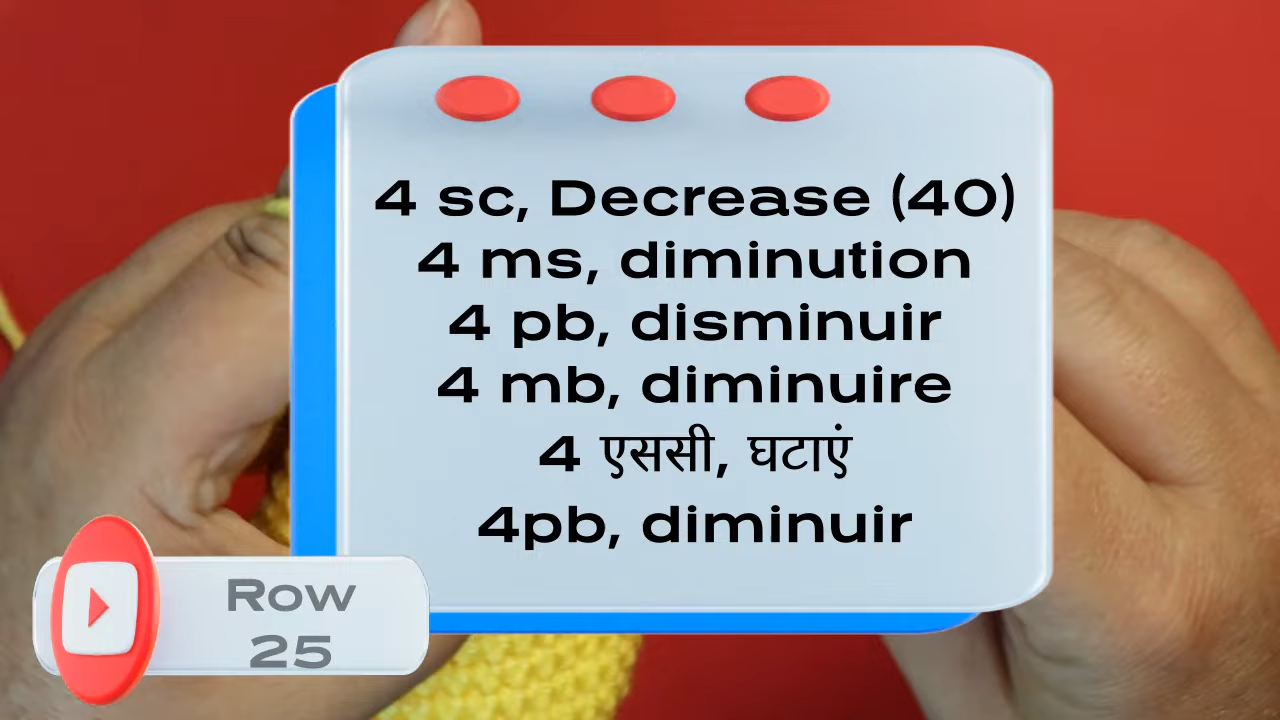 4 sc, Decrease (40)
4 ms, diminution
4 pb, disminuir
4 mb, diminuire
4 एससी, घटाएं
4pb, diminuir
Row
25